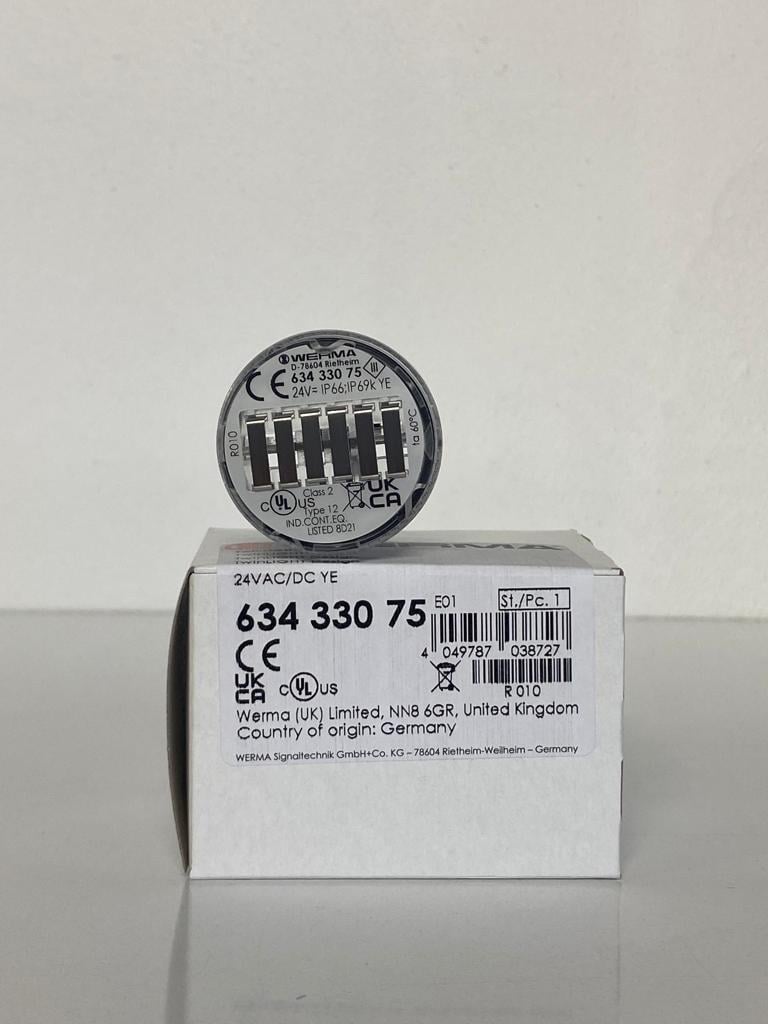 WERMA
D-78604 Rietheim
CE 634 330 75 III
24V= IP66;IP69k YE
R010
ta 60°C
c UL US Class 2 UK CA
Type 12
IND.CONT.EQ.
LISTED 8D21
24VAC/DC YE
634 330 75 E01 St./Pc. 1
CE
4 049787 038727
UK CA c UL US
R 010
Werma (UK) Limited, NN8 6GR, United Kingdom
Country of origin: Germany
WERMA Signaltechnik GmbH+Co. KG – 78604 Rietheim-Weilheim – Germany